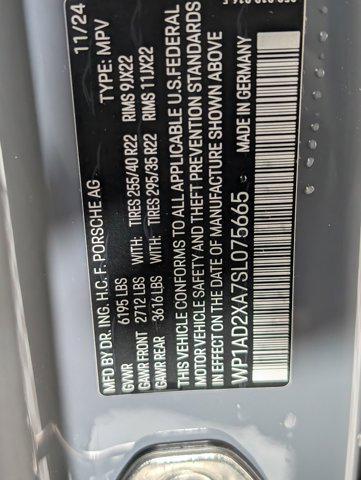 MFD BY DR. ING. H.C. F. PORSCHE AG 11/24
GVWR 6195 LBS TYPE: MPV
GAWR FRONT 2712 LBS WITH: TIRES 255/40 R22 RIMS 9JX22
GAWR REAR 3616 LBS WITH: TIRES 295/35 R22 RIMS 11JX22
THIS VEHICLE CONFORMS TO ALL APPLICABLE U.S.FEDERAL
MOTOR VEHICLE SAFETY AND THEFT PREVENTION STANDARDS
IN EFFECT ON THE DATE OF MANUFACTURE SHOWN ABOVE
WP1AD2XA7SL075665